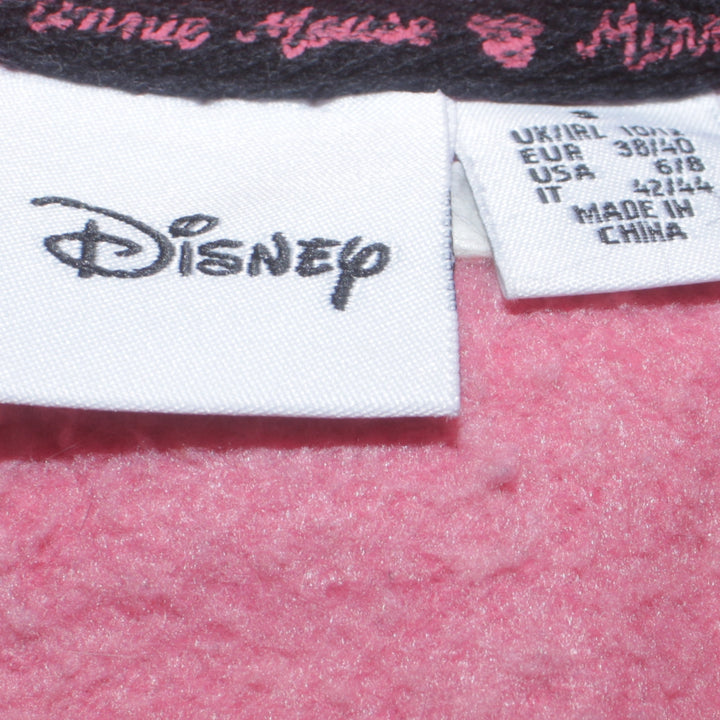 Minnie Mouse Minn
DISNEY
S
UK/IRL 10/12
EUR 38/40
USA 6/8
IT 42/44
MADE IN
CHINA